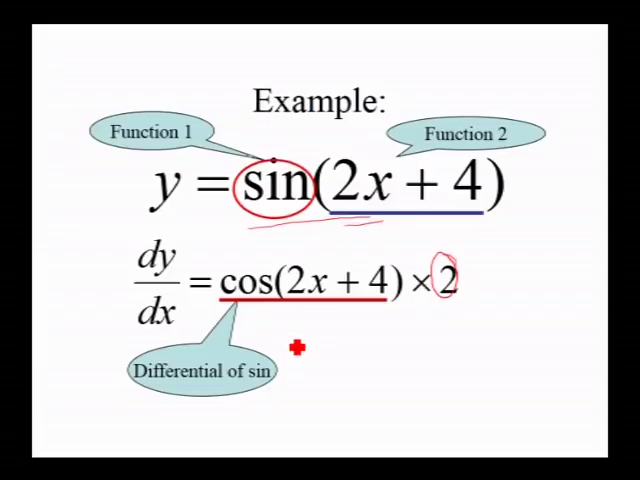 Example:
Function 1
Function 2
y = sin(2x + 4)
dy/dx = cos(2x + 4) × 2
Differential of sin